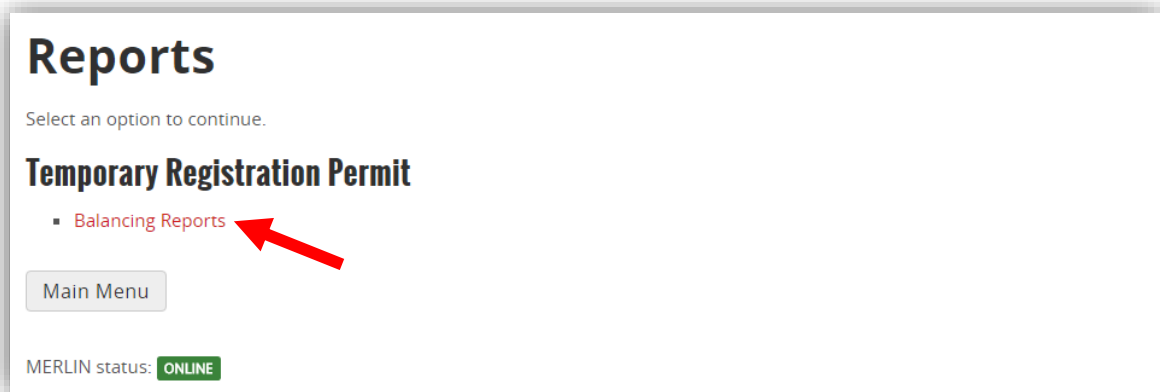 Reports
Select an option to continue.
Temporary Registration Permit
Balancing Reports
Main Menu
MERLIN status: ONLINE